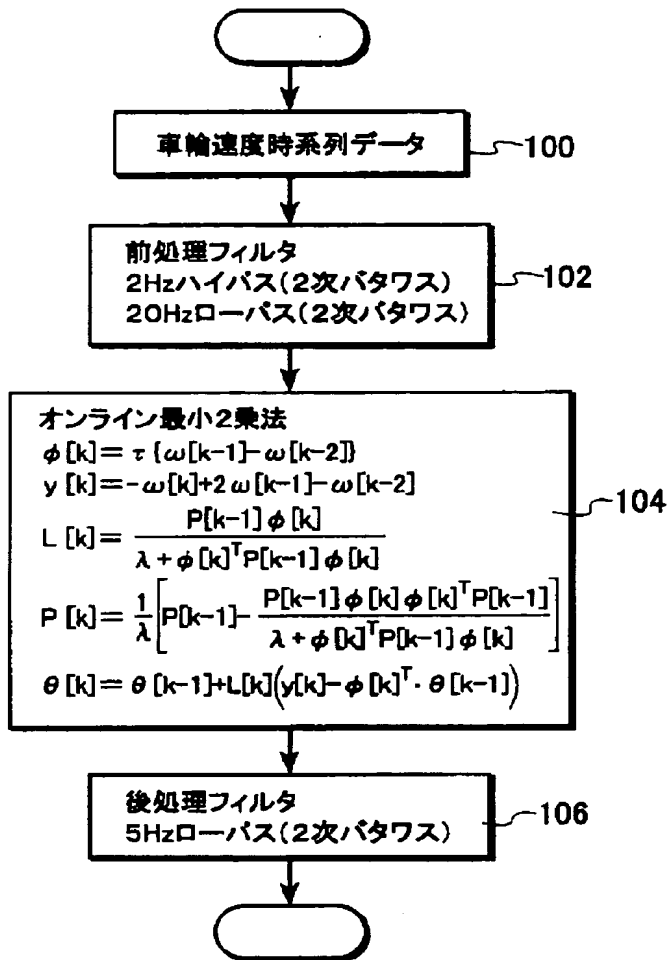 車輪速度時系列データ
100
前処理フィルタ
2Hzハイパス(2次バタワス)
20Hzローパス(2次バタワス)
102
オンライン最小2乗法
φ[k]= τ{ω[k-1]-ω[k-2]}
y[k]=-ω[k]+2ω[k-1]-ω[k-2]
L[k]= P[k-1]φ[k] / λ+φ[k]ᵀP[k-1]φ[k]
P[k]= 1/λ [P[k-1]- P[k-1]φ[k]φ[k]ᵀP[k-1] / λ+φ[k]ᵀP[k-1]φ[k]]
θ[k]= θ[k-1]+L[k](y[k]-φ[k]ᵀ·θ[k-1])
104
後処理フィルタ
5Hzローパス(2次バタワス)
106